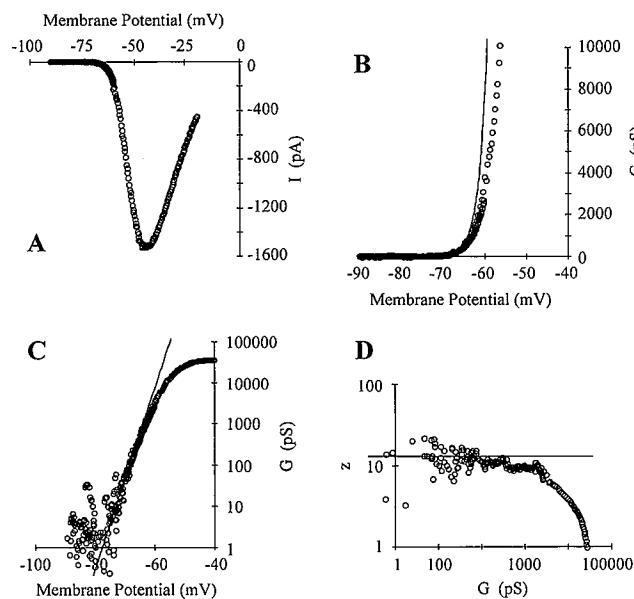 Membrane Potential (mV)
-100 -75 -50 -25 0
0
-400
-800
-1200
-1600
I (pA)
A
B
10000
8000
6000
4000
2000
0
-90 -80 -70 -60 -50 -40
Membrane Potential (mV)
C
100000
10000
1000
100
10
1
G (pS)
-100 -80 -60 -40
Membrane Potential (mV)
D
100
10
1
z
1 100 1000 100000
G (pS)